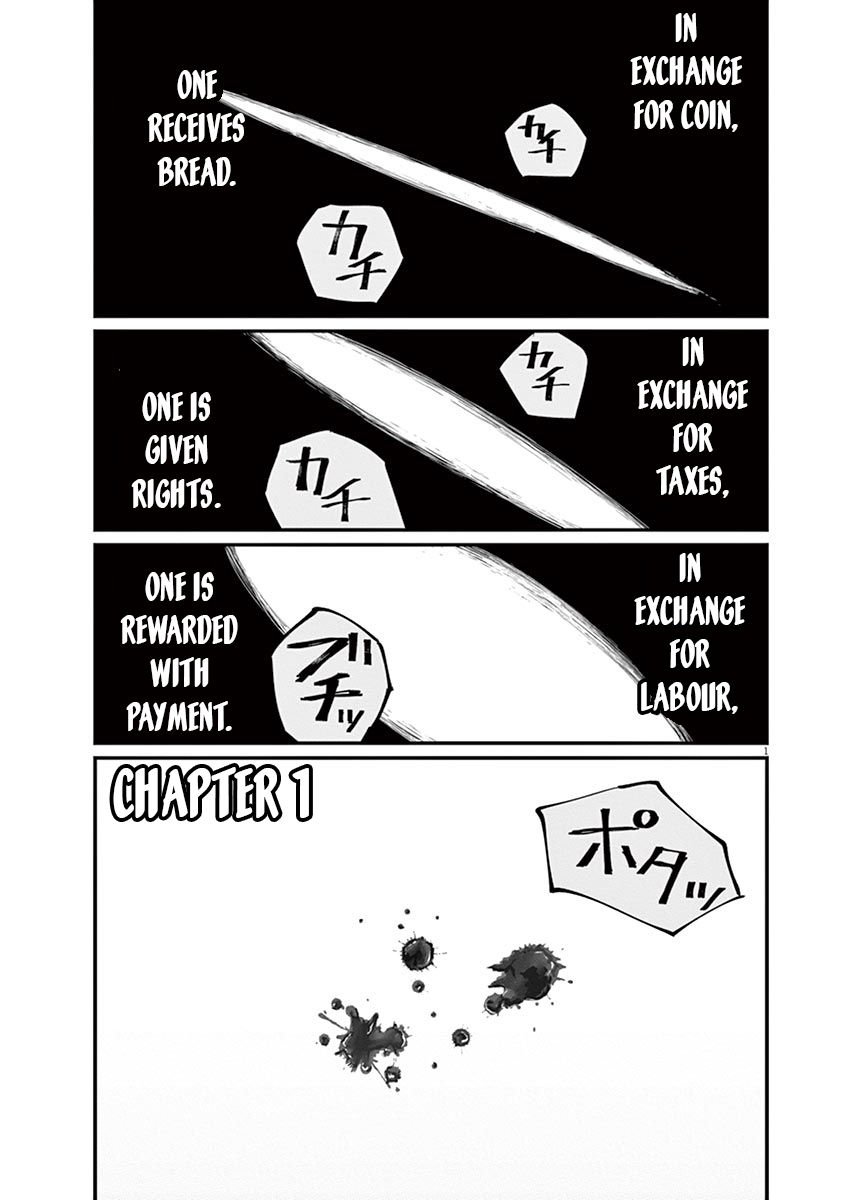 IN
EXCHANGE
FOR COIN,
カチ
ONE
RECEIVES
BREAD.
カチ
IN
EXCHANGE
FOR
TAXES,
カチ
ONE IS
GIVEN
RIGHTS.
カチ
IN
EXCHANGE
FOR
LABOUR,
ONE IS
REWARDED
WITH
PAYMENT.
ブチッ
1
CHAPTER 1
ポタッ